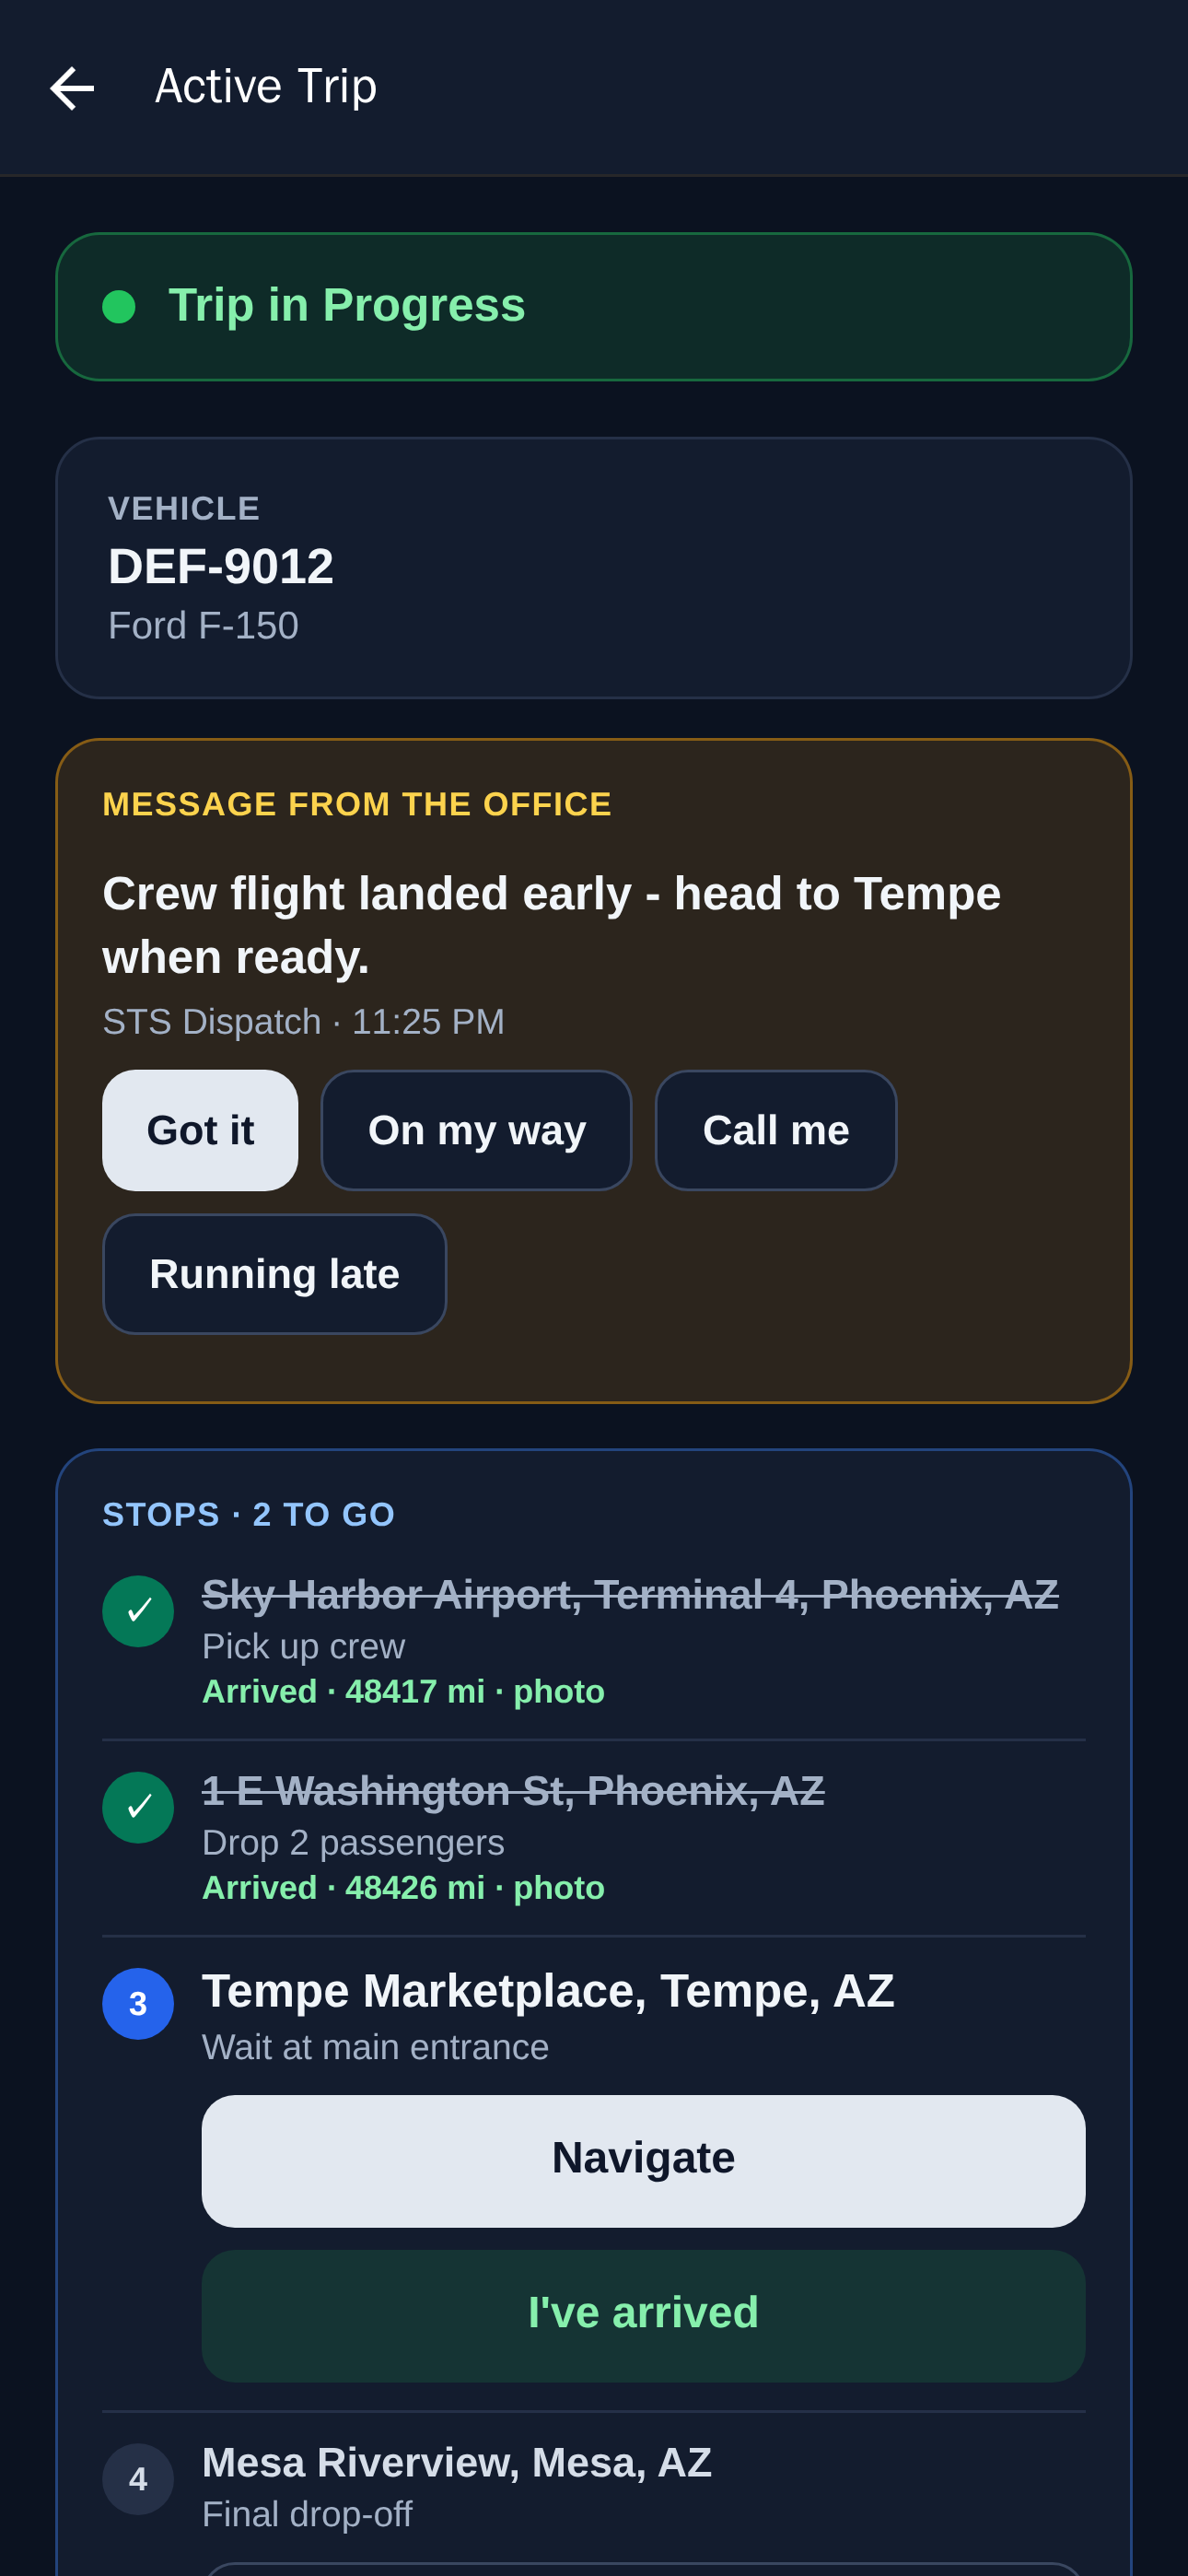 Active Trip
Trip in Progress
VEHICLE
DEF-9012
Ford F-150
MESSAGE FROM THE OFFICE
Crew flight landed early - head to Tempe
when ready.
STS Dispatch · 11:25 PM
Got it
On my way
Call me
Running late
STOPS · 2 TO GO
✓
Sky Harbor Airport, Terminal 4, Phoenix, AZ
Pick up crew
Arrived · 48417 mi · photo
✓
1 E Washington St, Phoenix, AZ
Drop 2 passengers
Arrived · 48426 mi · photo
3
Tempe Marketplace, Tempe, AZ
Wait at main entrance
Navigate
I've arrived
4
Mesa Riverview, Mesa, AZ
Final drop-off